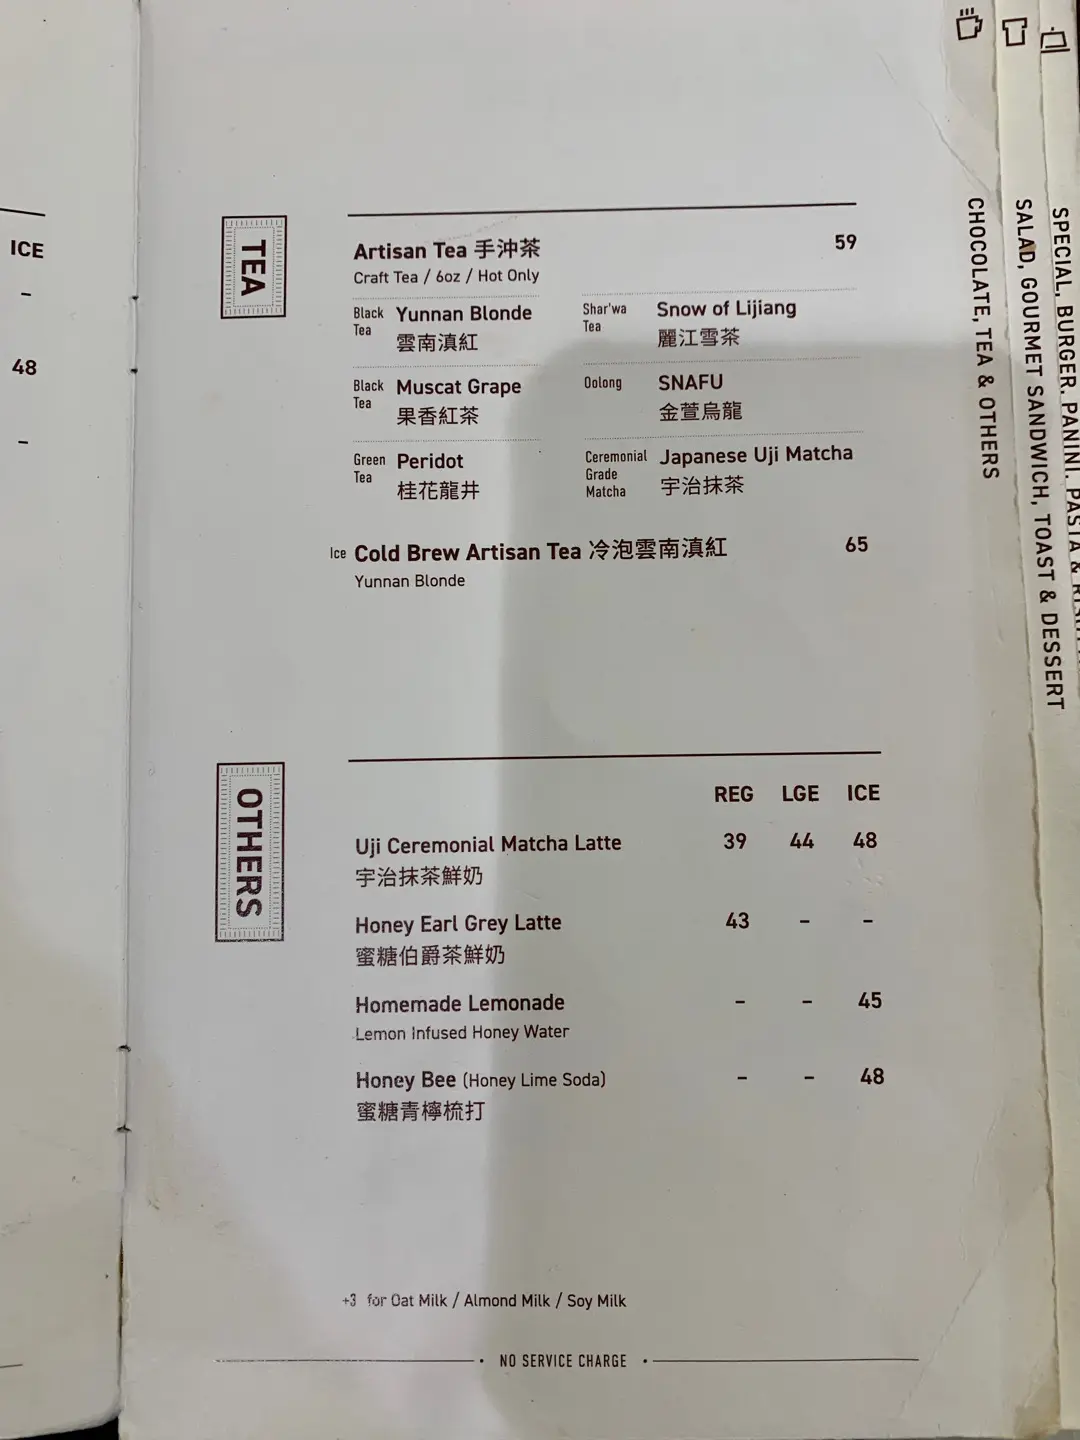 ICE
–
48
–
TEA
Artisan Tea 手沖茶 59
Craft Tea / 6oz / Hot Only
Black Tea Yunnan Blonde
雲南滇紅
Shar'wa Tea Snow of Lijiang
麗江雪茶
Black Tea Muscat Grape
果香紅茶
Oolong SNAFU
金萱烏龍
Green Tea Peridot
桂花龍井
Ceremonial Grade Matcha Japanese Uji Matcha
宇治抹茶
Ice Cold Brew Artisan Tea 冷泡雲南滇紅 65
Yunnan Blonde
OTHERS
REG LGE ICE
Uji Ceremonial Matcha Latte 39 44 48
宇治抹茶鮮奶
Honey Earl Grey Latte 43 – –
蜜糖伯爵茶鮮奶
Homemade Lemonade – – 45
Lemon Infused Honey Water
Honey Bee (Honey Lime Soda) – – 48
蜜糖青檸梳打
+3 for Oat Milk / Almond Milk / Soy Milk
NO SERVICE CHARGE
CHOCOLATE, TEA & OTHERS
SALAD, GOURMET SANDWICH, TOAST & DESSERT
SPECIAL, BURGER, PANINI, PASTA &